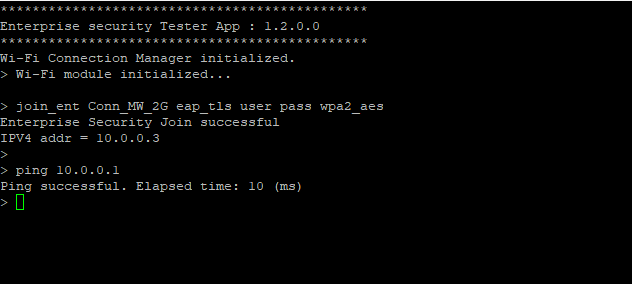 **********************************************
Enterprise security Tester App : 1.2.0.0
**********************************************
Wi-Fi Connection Manager initialized.
> Wi-Fi module initialized...
> join_ent Conn_MW_2G eap_tls user pass wpa2_aes
Enterprise Security Join successful
IPV4 addr = 10.0.0.3
>
> ping 10.0.0.1
Ping successful. Elapsed time: 10 (ms)
>